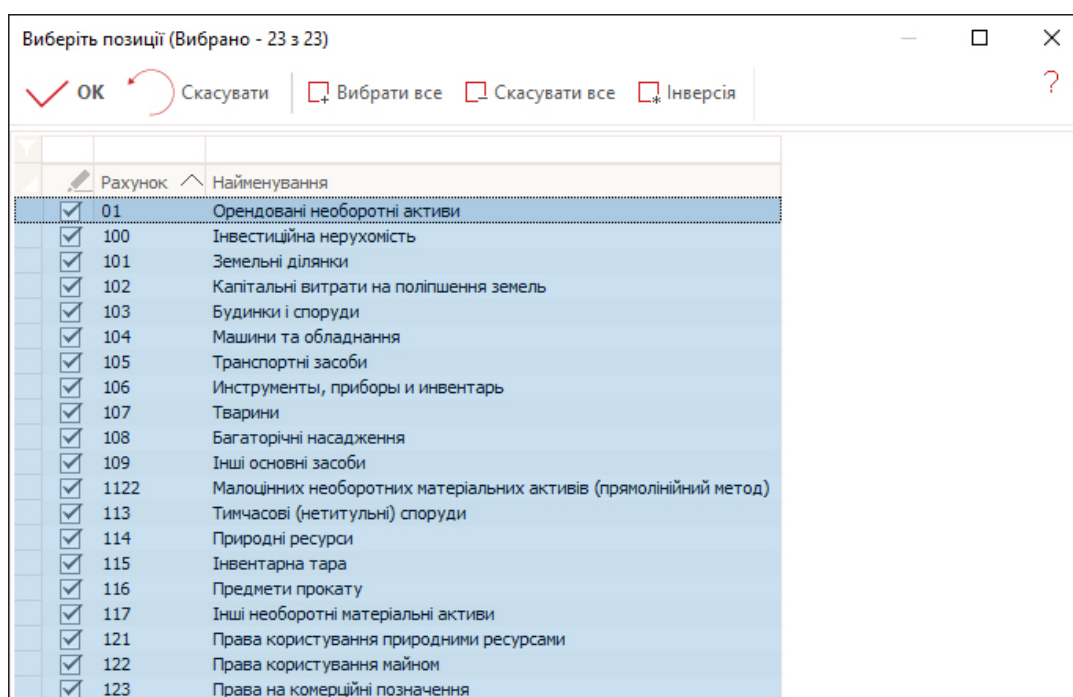 Виберіть позиції (Вибрано - 23 з 23)
ОК Скасувати Вибрати все Скасувати все Інверсія ?
Рахунок Найменування
01 Орендовані необоротні активи
100 Інвестиційна нерухомість
101 Земельні ділянки
102 Капітальні витрати на поліпшення земель
103 Будинки і споруди
104 Машини та обладнання
105 Транспортні засоби
106 Инструменты, приборы и инвентарь
107 Тварини
108 Багаторічні насадження
109 Інші основні засоби
1122 Малоцінних необоротних матеріальних активів (прямолінійний метод)
113 Тимчасові (нетитульні) споруди
114 Природні ресурси
115 Інвентарна тара
116 Предмети прокату
117 Інші необоротні матеріальні активи
121 Права користування природними ресурсами
122 Права користування майном
123 Права на комерційні позначення